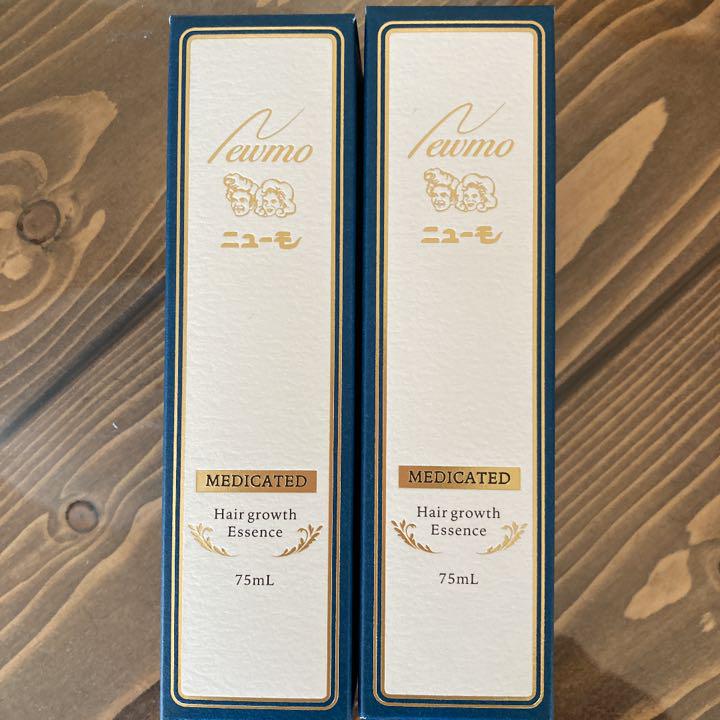 Newmo
ニューモ
MEDICATED
Hair growth
Essence
75mL
Newmo
ニューモ
MEDICATED
Hair growth
Essence
75mL